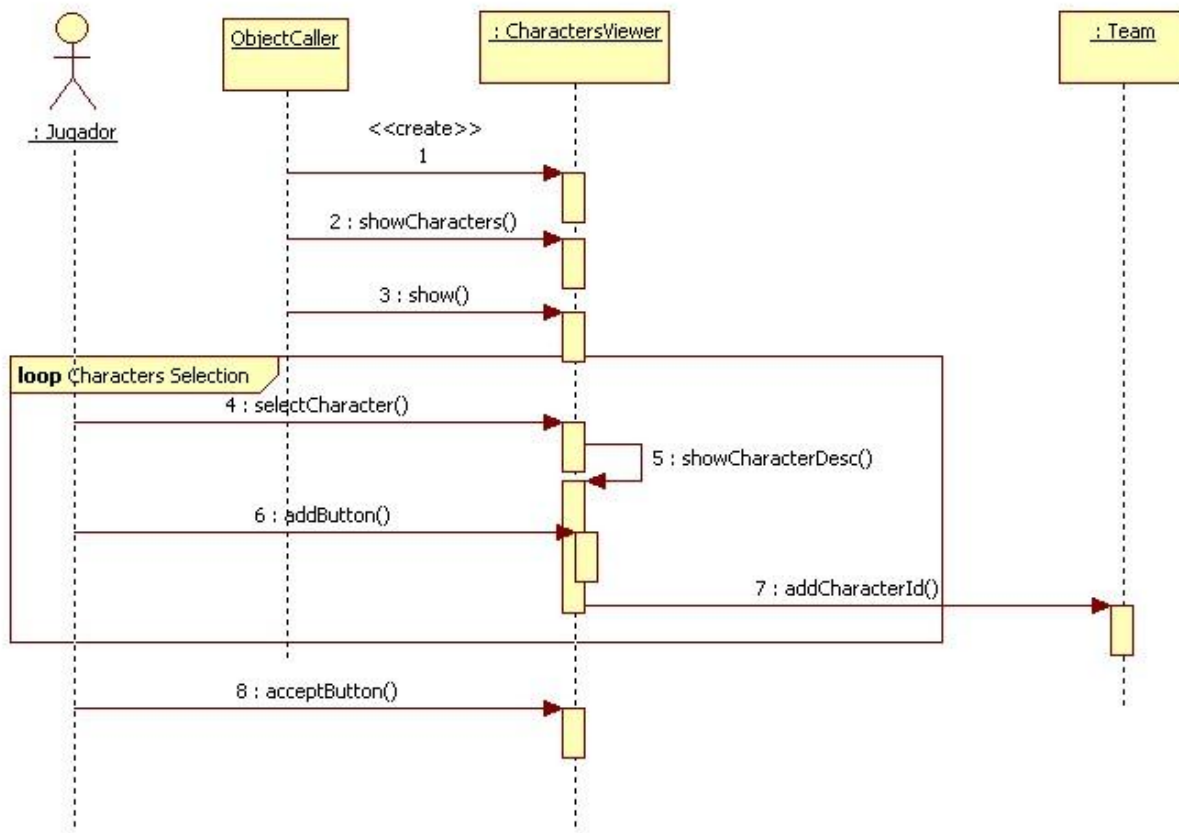 : Jugador
ObjectCaller
: CharactersViewer
: Team
<<create>>
1
2 : showCharacters()
3 : show()
loop Characters Selection
4 : selectCharacter()
5 : showCharacterDesc()
6 : addButton()
7 : addCharacterId()
8 : acceptButton()